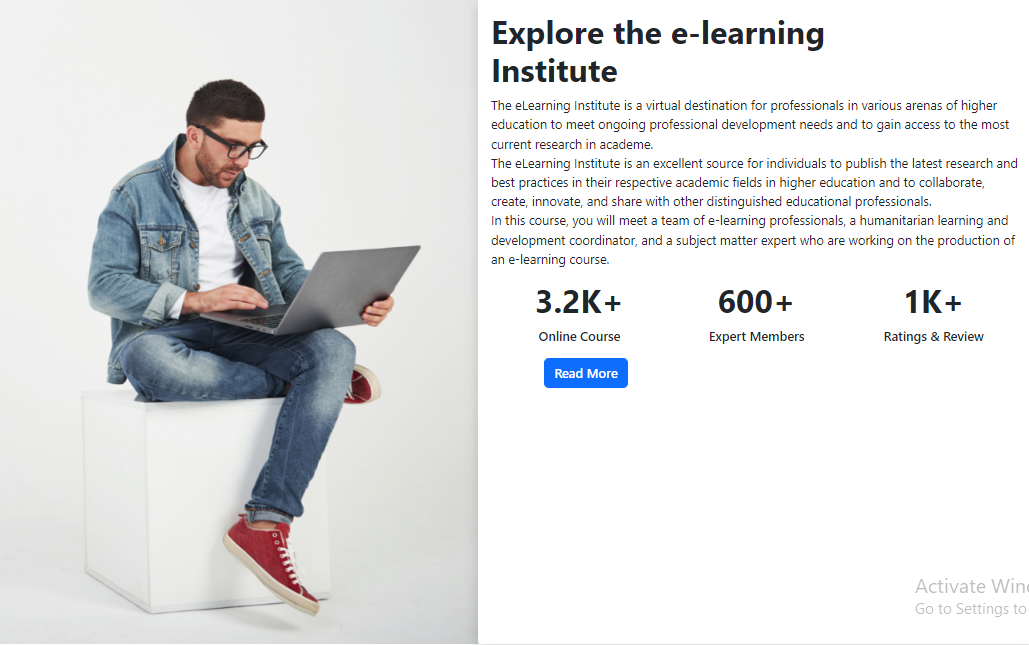 Explore the e-learning
Institute
The eLearning Institute is a virtual destination for professionals in various arenas of higher
education to meet ongoing professional development needs and to gain access to the most
current research in academe.
The eLearning Institute is an excellent source for individuals to publish the latest research and
best practices in their respective academic fields in higher education and to collaborate,
create, innovate, and share with other distinguished educational professionals.
In this course, you will meet a team of e-learning professionals, a humanitarian learning and
development coordinator, and a subject matter expert who are working on the production of
an e-learning course.
3.2K+ 600+ 1K+
Online Course Expert Members Ratings & Review
Read More
Activate Win
Go to Settings to